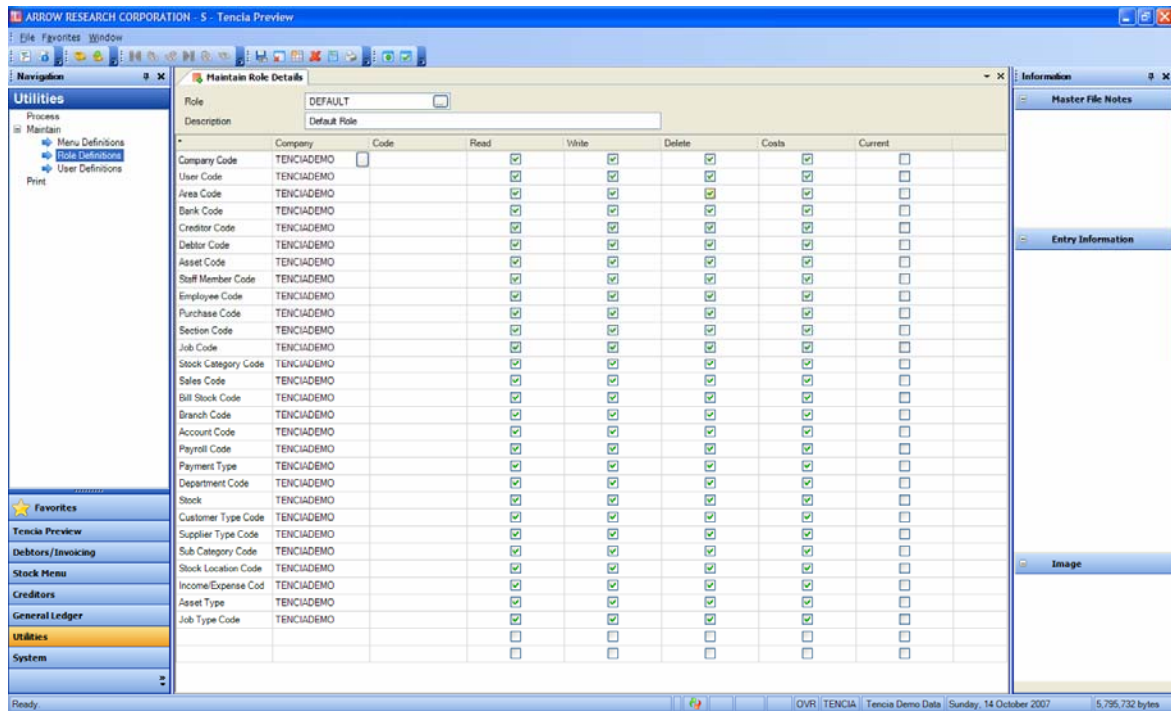 ARROW RESEARCH CORPORATION - S - Tencia Preview
File Favorites Window
Navigation
Utilities
Process
Maintain
Menu Definitions
Role Definitions
User Definitions
Print
Favorites
Tencia Preview
Debtors/Invoicing
Stock Menu
Creditors
General Ledger
Utilities
System
Maintain Role Details
Role DEFAULT ...
Description Default Role
* Company Code Read Write Delete Costs Current
Company Code TENCIADEMO
User Code TENCIADEMO
Area Code TENCIADEMO
Bank Code TENCIADEMO
Creditor Code TENCIADEMO
Debtor Code TENCIADEMO
Asset Code TENCIADEMO
Staff Member Code TENCIADEMO
Employee Code TENCIADEMO
Purchase Code TENCIADEMO
Section Code TENCIADEMO
Job Code TENCIADEMO
Stock Category Code TENCIADEMO
Sales Code TENCIADEMO
Bill Stock Code TENCIADEMO
Branch Code TENCIADEMO
Account Code TENCIADEMO
Payroll Code TENCIADEMO
Payment Type TENCIADEMO
Department Code TENCIADEMO
Stock TENCIADEMO
Customer Type Code TENCIADEMO
Supplier Type Code TENCIADEMO
Sub Category Code TENCIADEMO
Stock Location Code TENCIADEMO
Income/Expense Cod TENCIADEMO
Asset Type TENCIADEMO
Job Type Code TENCIADEMO
Information
Master File Notes
Entry Information
Image
Ready. OVR TENCIA Tencia Demo Data Sunday, 14 October 2007 5,795,732 bytes